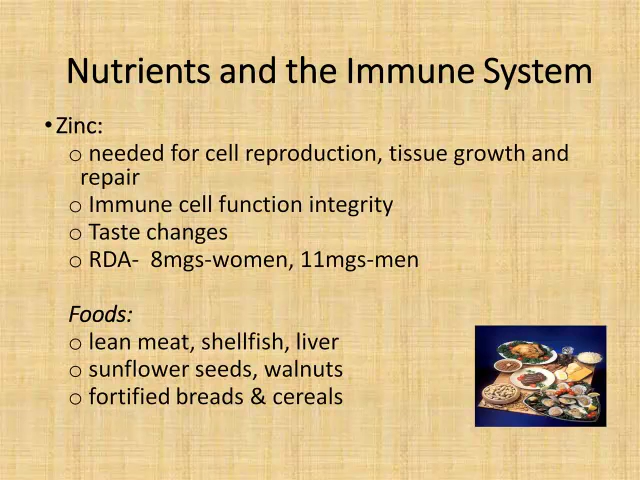 Nutrients and the Immune System
• Zinc:
o needed for cell reproduction, tissue growth and
repair
o Immune cell function integrity
o Taste changes
o RDA-  8mgs-women, 11mgs-men
Foods:
o lean meat, shellfish, liver
o sunflower seeds, walnuts
o fortified breads & cereals